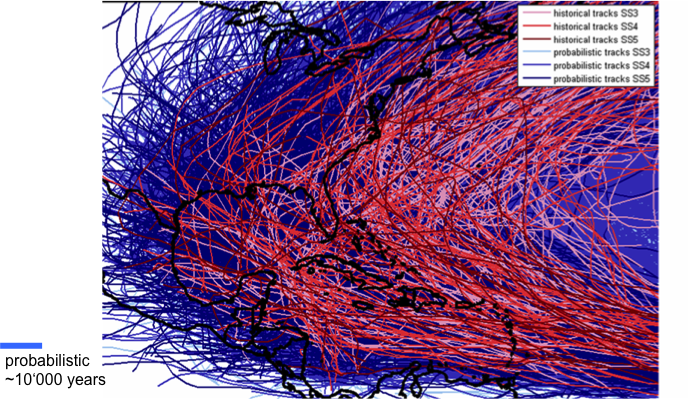 historical tracks SS3
historical tracks SS4
historical tracks SS5
probabilistic tracks SS3
probabilistic tracks SS4
probabilistic tracks SS5
probabilistic
~10'000 years